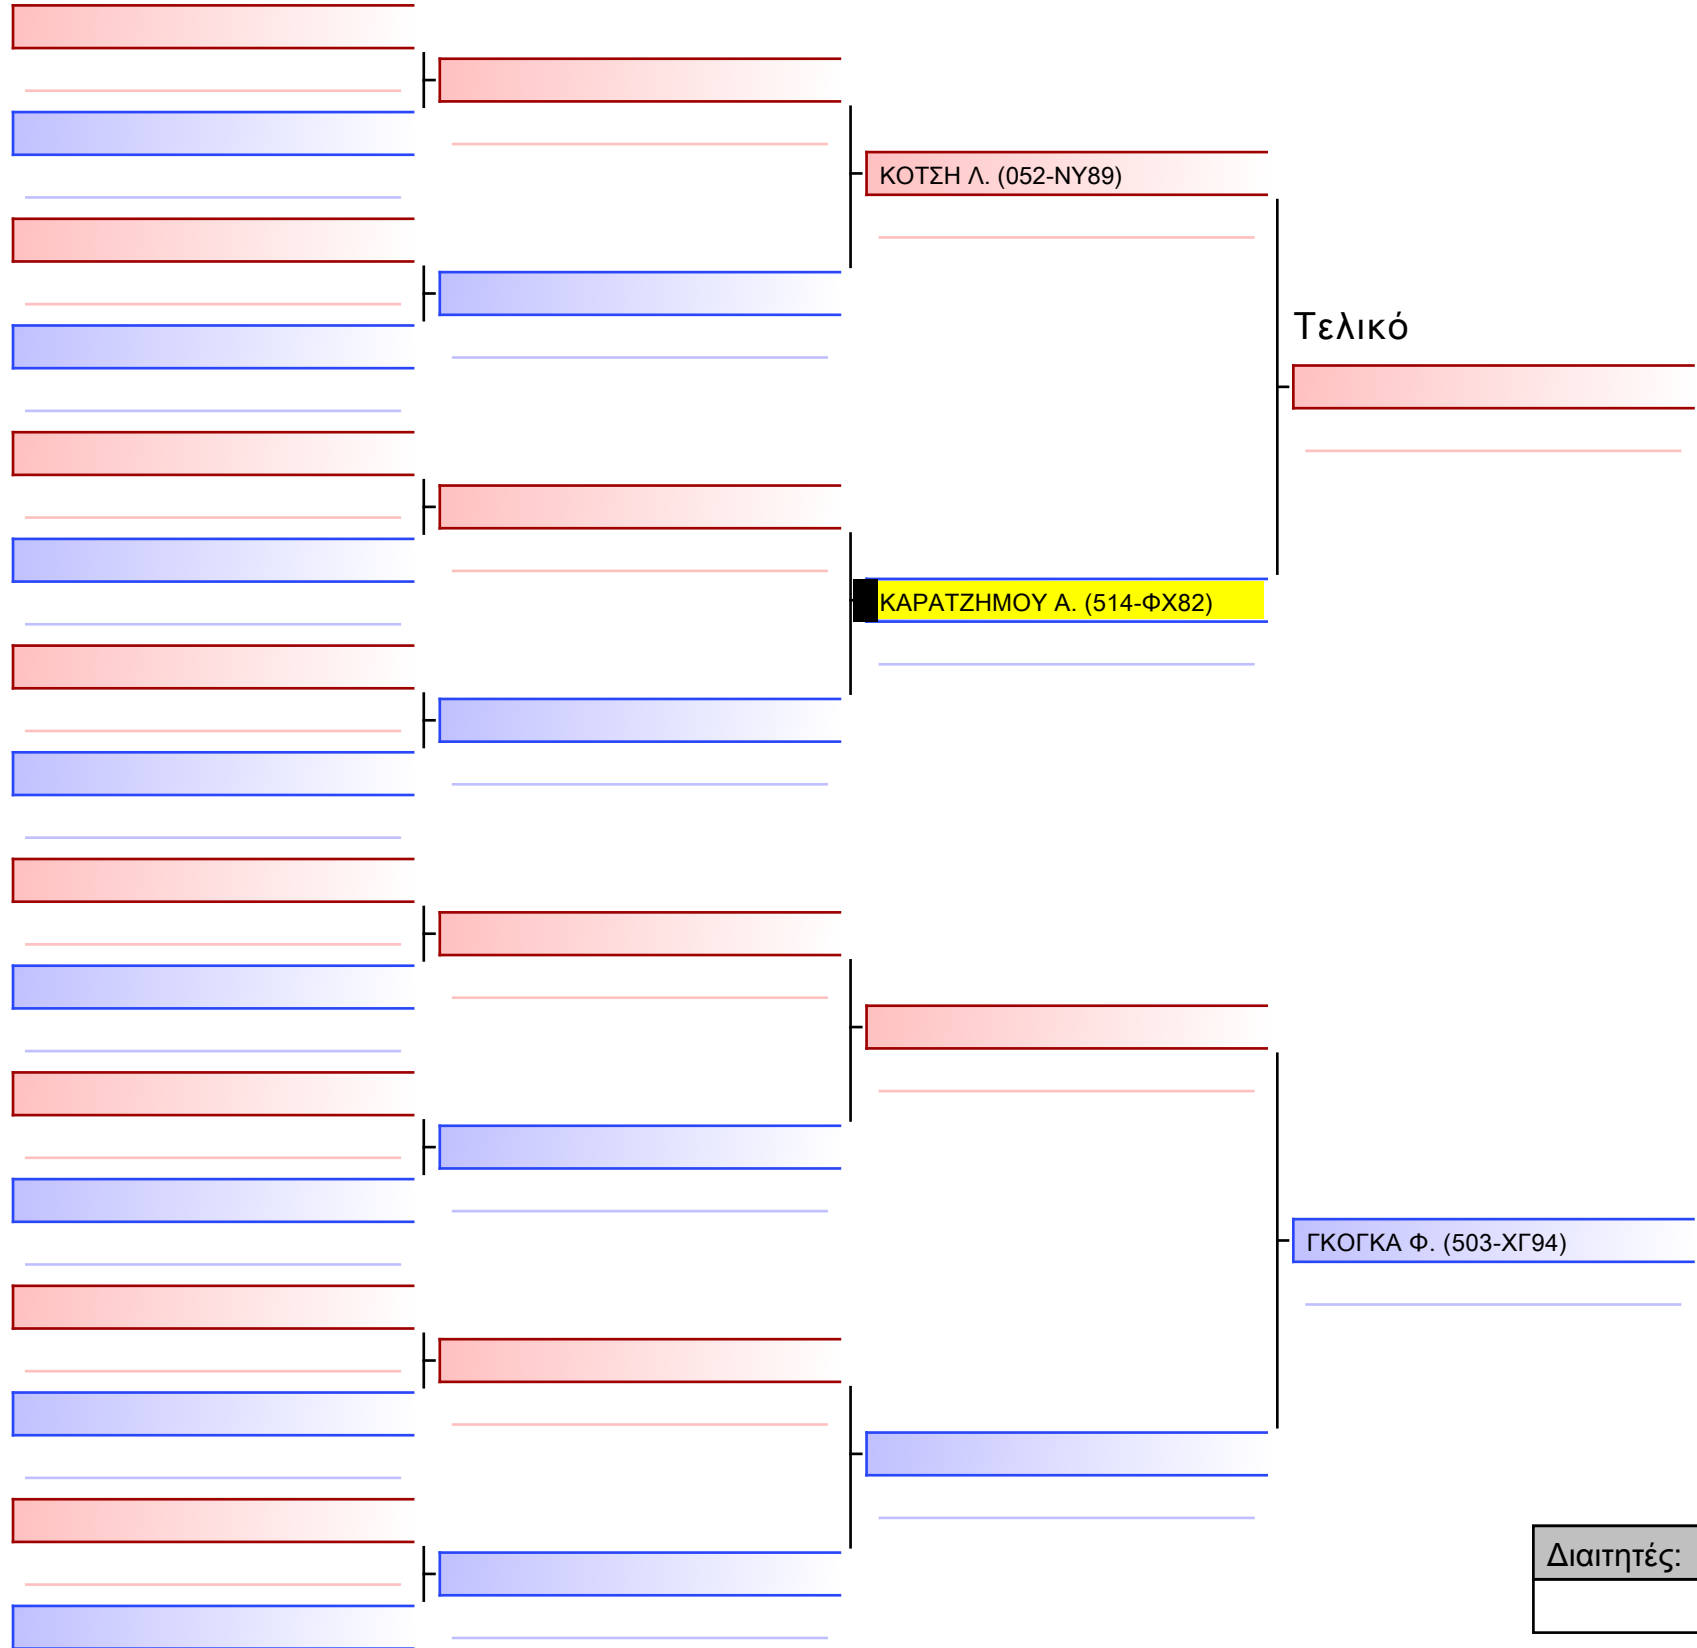 ΚΟΤΣΗ Λ. (052-ΝΥ89)
Τελικό
ΚΑΡΑΤΖΗΜΟΥ Α. (514-ΦΧ82)
ΓΚΟΓΚΑ Φ. (503-ΧΓ94)
Διαιτητές: